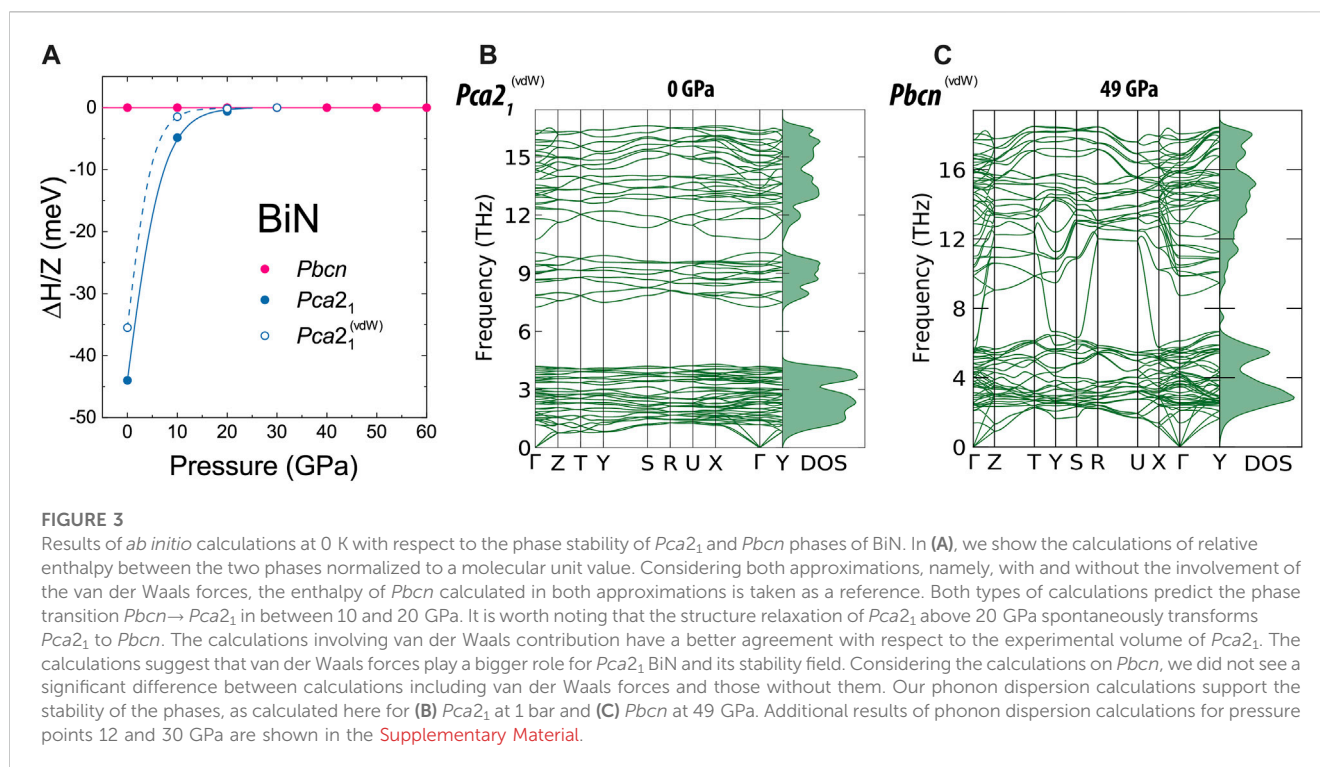 A
ΔH/Z (meV)
0
-10
-20
-30
-40
-50
BiN
Pbcn
Pca2₁
Pca2₁(vdW)
0 10 20 30 40 50 60
Pressure (GPa)
B
Pca2₁(vdW)
0 GPa
Frequency (THz)
15
12
9
6
3
0
Γ Z T Y S R U X Γ Y DOS
C
Pbcn(vdW)
49 GPa
Frequency (THz)
16
12
8
4
0
Γ Z T Y S R U X Γ Y DOS
FIGURE 3
Results of ab initio calculations at 0 K with respect to the phase stability of Pca2₁ and Pbcn phases of BiN. In (A), we show the calculations of relative
enthalpy between the two phases normalized to a molecular unit value. Considering both approximations, namely, with and without the involvement of
the van der Waals forces, the enthalpy of Pbcn calculated in both approximations is taken as a reference. Both types of calculations predict the phase
transition Pbcn→ Pca2₁ in between 10 and 20 GPa. It is worth noting that the structure relaxation of Pca2₁ above 20 GPa spontaneously transforms
Pca2₁ to Pbcn. The calculations involving van der Waals contribution have a better agreement with respect to the experimental volume of Pca2₁. The
calculations suggest that van der Waals forces play a bigger role for Pca2₁ BiN and its stability field. Considering the calculations on Pbcn, we did not see a
significant difference between calculations including van der Waals forces and those without them. Our phonon dispersion calculations support the
stability of the phases, as calculated here for (B) Pca2₁ at 1 bar and (C) Pbcn at 49 GPa. Additional results of phonon dispersion calculations for pressure
points 12 and 30 GPa are shown in the Supplementary Material.